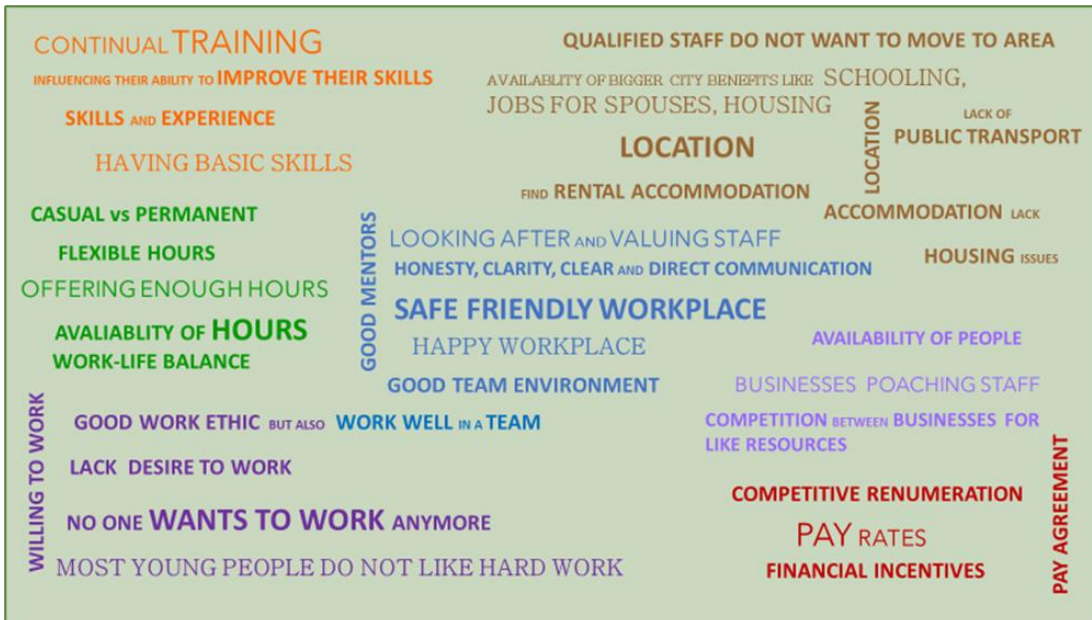 CONTINUAL TRAINING
INFLUENCING THEIR ABILITY TO IMPROVE THEIR SKILLS
SKILLS AND EXPERIENCE
HAVING BASIC SKILLS
QUALIFIED STAFF DO NOT WANT TO MOVE TO AREA
AVAILABLITY OF BIGGER CITY BENEFITS LIKE SCHOOLING,
JOBS FOR SPOUSES, HOUSING
LOCATION
LOCATION
LACK OF
PUBLIC TRANSPORT
FIND RENTAL ACCOMMODATION
ACCOMMODATION LACK
HOUSING ISSUES
CASUAL vs PERMANENT
FLEXIBLE HOURS
OFFERING ENOUGH HOURS
AVALIABLITY OF HOURS
WORK-LIFE BALANCE
GOOD MENTORS
LOOKING AFTER AND VALUING STAFF
HONESTY, CLARITY, CLEAR AND DIRECT COMMUNICATION
SAFE FRIENDLY WORKPLACE
HAPPY WORKPLACE
GOOD TEAM ENVIRONMENT
AVAILABILITY OF PEOPLE
BUSINESSES POACHING STAFF
COMPETITION BETWEEN BUSINESSES FOR
LIKE RESOURCES
WILLING TO WORK
GOOD WORK ETHIC BUT ALSO WORK WELL IN A TEAM
LACK DESIRE TO WORK
NO ONE WANTS TO WORK ANYMORE
MOST YOUNG PEOPLE DO NOT LIKE HARD WORK
COMPETITIVE RENUMERATION
PAY RATES
FINANCIAL INCENTIVES
PAY AGREEMENT